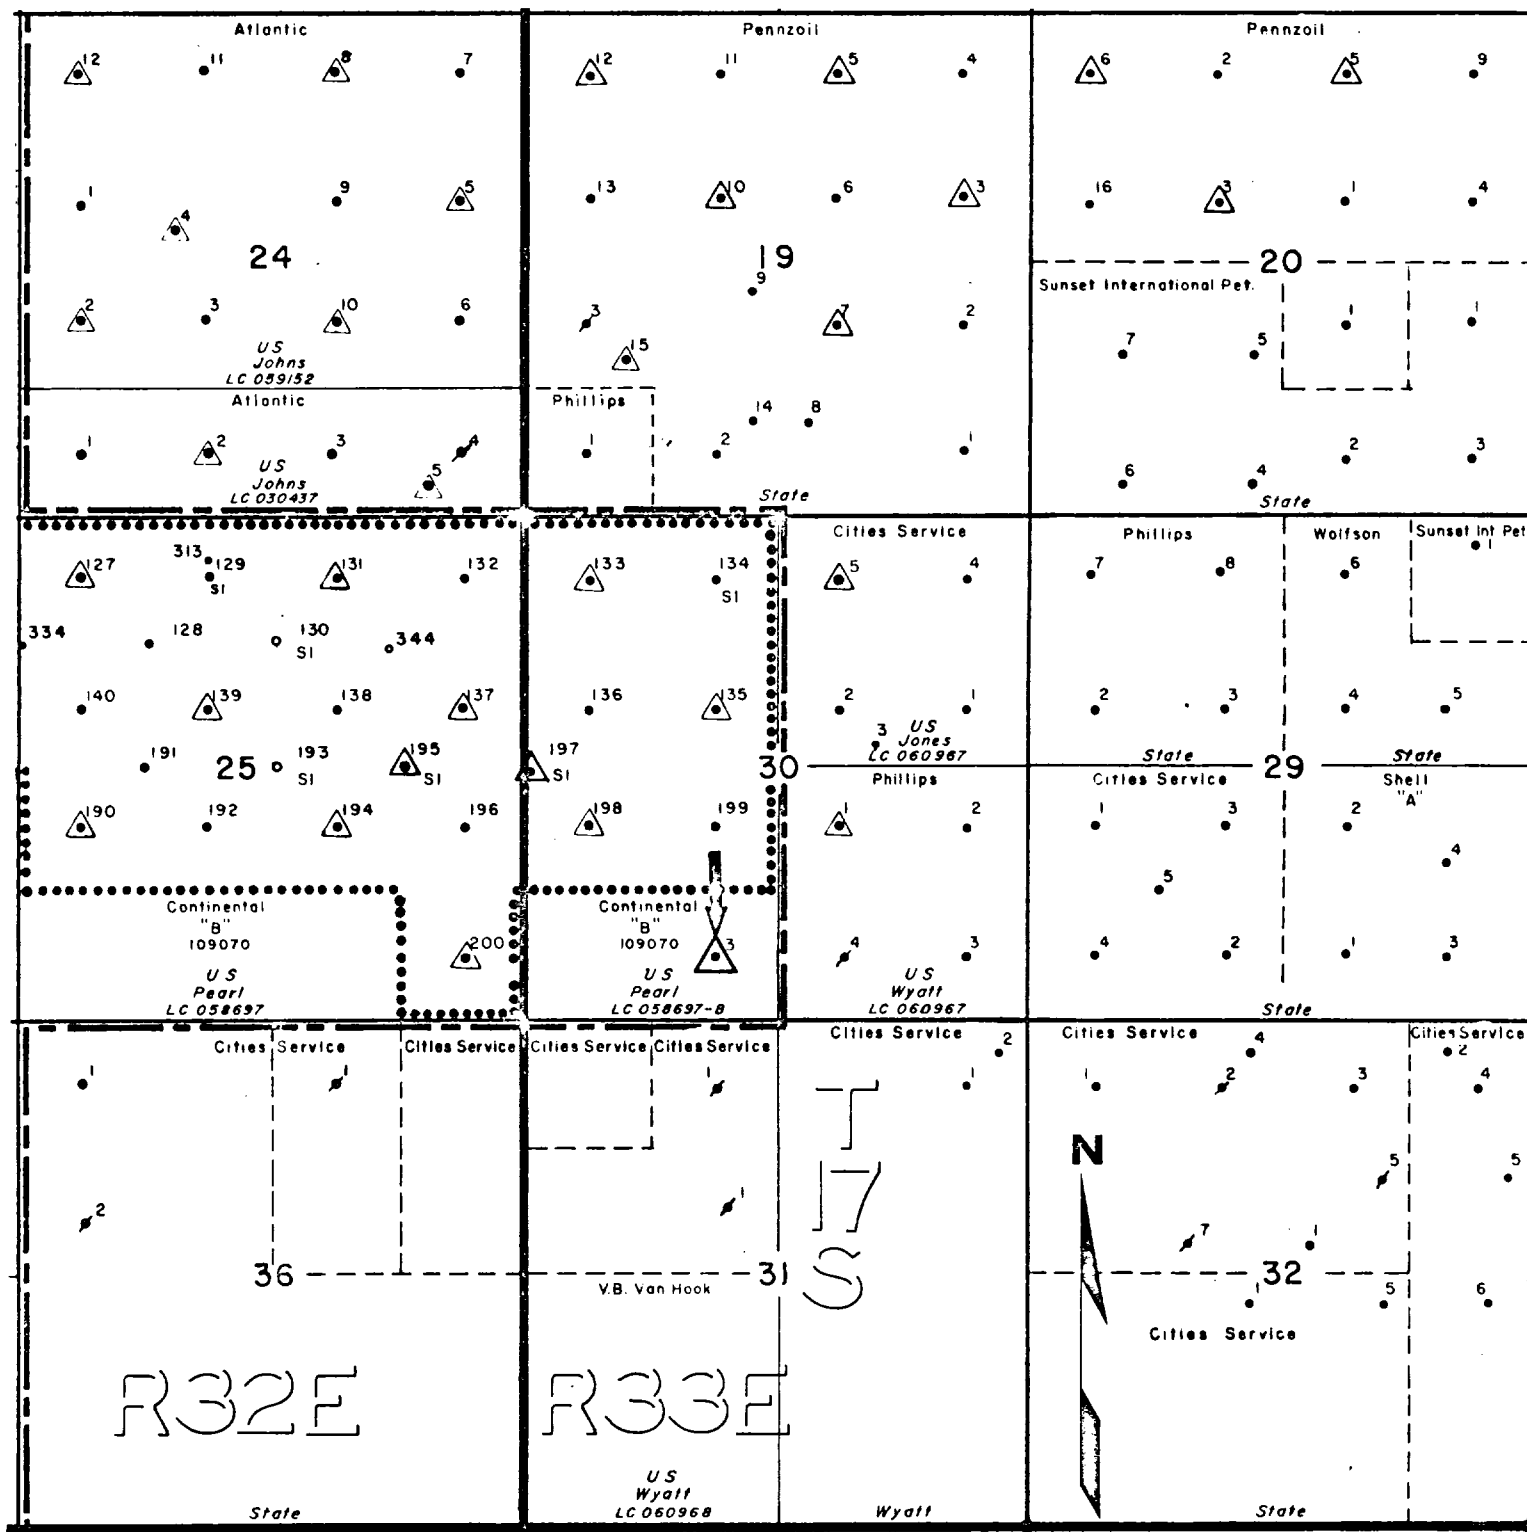 Atlantic
Pennzoil
Pennzoil
12
11
8
7
12
11
5
4
6
2
5
9
1
4
9
5
13
10
6
3
16
3
1
4
24
19
20
9
Sunset International Pet.
2
3
10
6
3
15
7
2
7
5
1
1
US
Johns
LC 059152
Atlantic
Phillips
14
8
1
2
3
4
5
1
2
1
6
4
2
3
US
Johns
LC 030437
State
State
Cities Service
Phillips
Wolfson
Sunset Int Pet
1
127
313
129
SI
131
132
133
134
SI
5
4
7
8
6
334
128
130
SI
344
140
139
138
137
136
135
2
1
3
US
Jones
LC 060967
2
3
4
5
State
State
191
25
193
SI
195
SI
197
SI
30
29
Phillips
Cities Service
Shell
"A"
190
192
194
196
198
199
1
2
1
3
2
4
5
Continental
"B"
109070
US
Pearl
LC 058697
200
Continental
"B"
109070
US
Pearl
LC 058697-B
3
4
3
US
Wyatt
LC 060967
4
2
1
3
State
Cities Service
Cities Service
Cities Service
Cities Service
Cities Service
Cities Service
Cities Service
1
1
1
2
1
1
4
2
3
2
4
T
17
S
N
2
1
5
5
7
1
36
31
32
V.B. Van Hook
1
5
6
Cities Service
R32E
R33E
US
Wyatt
LC 060968
State
Wyatt
State